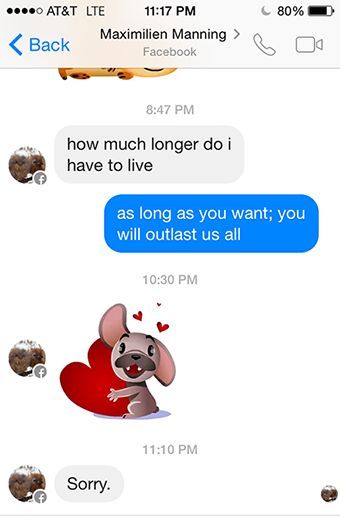 AT&T LTE 11:17 PM 80%
Back Maximilien Manning
Facebook
8:47 PM
how much longer do i
have to live
as long as you want; you
will outlast us all
10:30 PM
11:10 PM
Sorry.